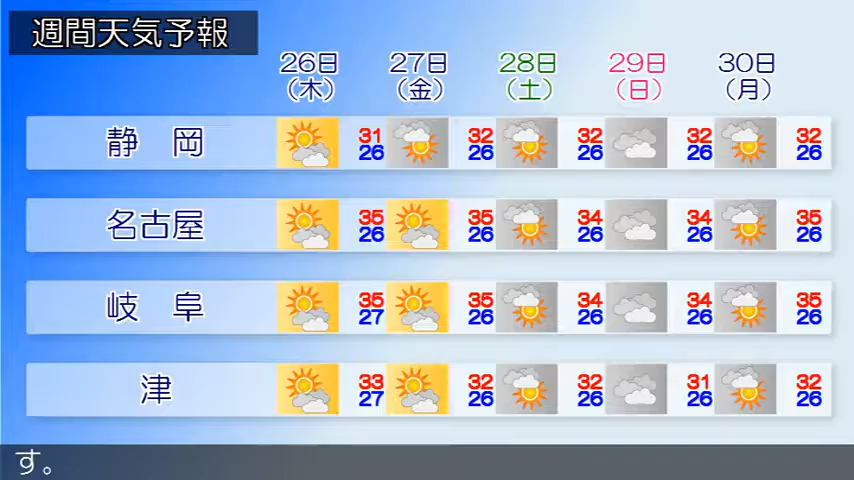 週間天気予報
26日 27日 28日 29日 30日
(木) (金) (土) (日) (月)
静 岡 31 32 32 32 32
26 26 26 26 26
名古屋 35 35 34 34 35
26 26 26 26 26
岐 阜 35 35 34 34 35
27 26 26 26 26
津 33 32 32 31 32
27 26 26 26 26
す。